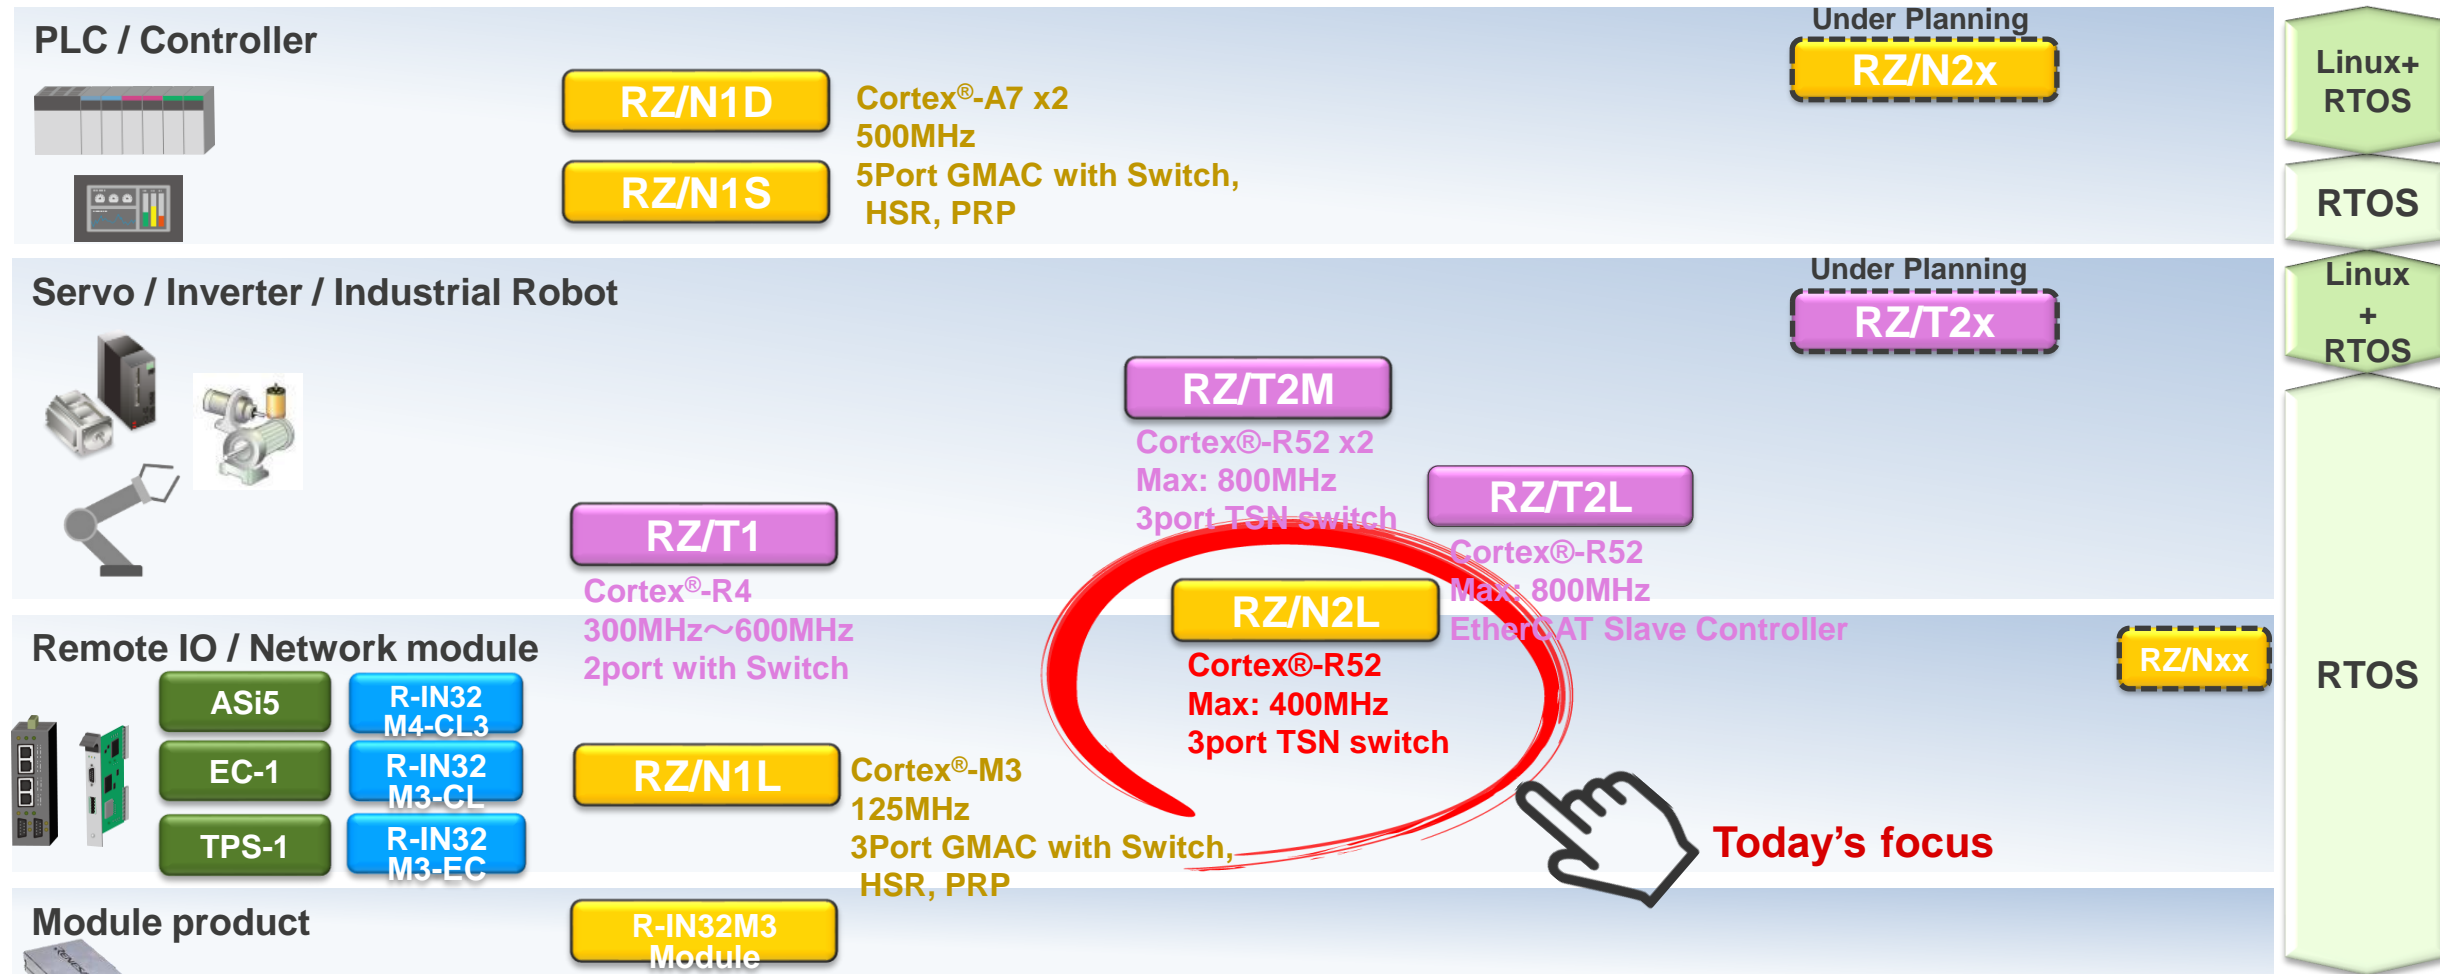 PLC / Controller
RZ/N1D
RZ/N1S
Cortex®-A7 x2
500MHz
5Port GMAC with Switch,
HSR, PRP
Under Planning
RZ/N2x
Linux+
RTOS
RTOS
Servo / Inverter / Industrial Robot
Under Planning
RZ/T2x
Linux
+
RTOS
RZ/T2M
Cortex®-R52 x2
Max: 800MHz
3port TSN switch
RZ/T2L
Cortex®-R52
Max: 800MHz
EtherCAT Slave Controller
RZ/T1
Cortex®-R4
300MHz～600MHz
2port with Switch
RZ/N2L
Cortex®-R52
Max: 400MHz
3port TSN switch
Remote IO / Network module
ASi5
EC-1
TPS-1
R-IN32
M4-CL3
R-IN32
M3-CL
R-IN32
M3-EC
RZ/N1L
Cortex®-M3
125MHz
3Port GMAC with Switch,
HSR, PRP
Today’s focus
RZ/Nxx
RTOS
Module product
R-IN32M3
Module